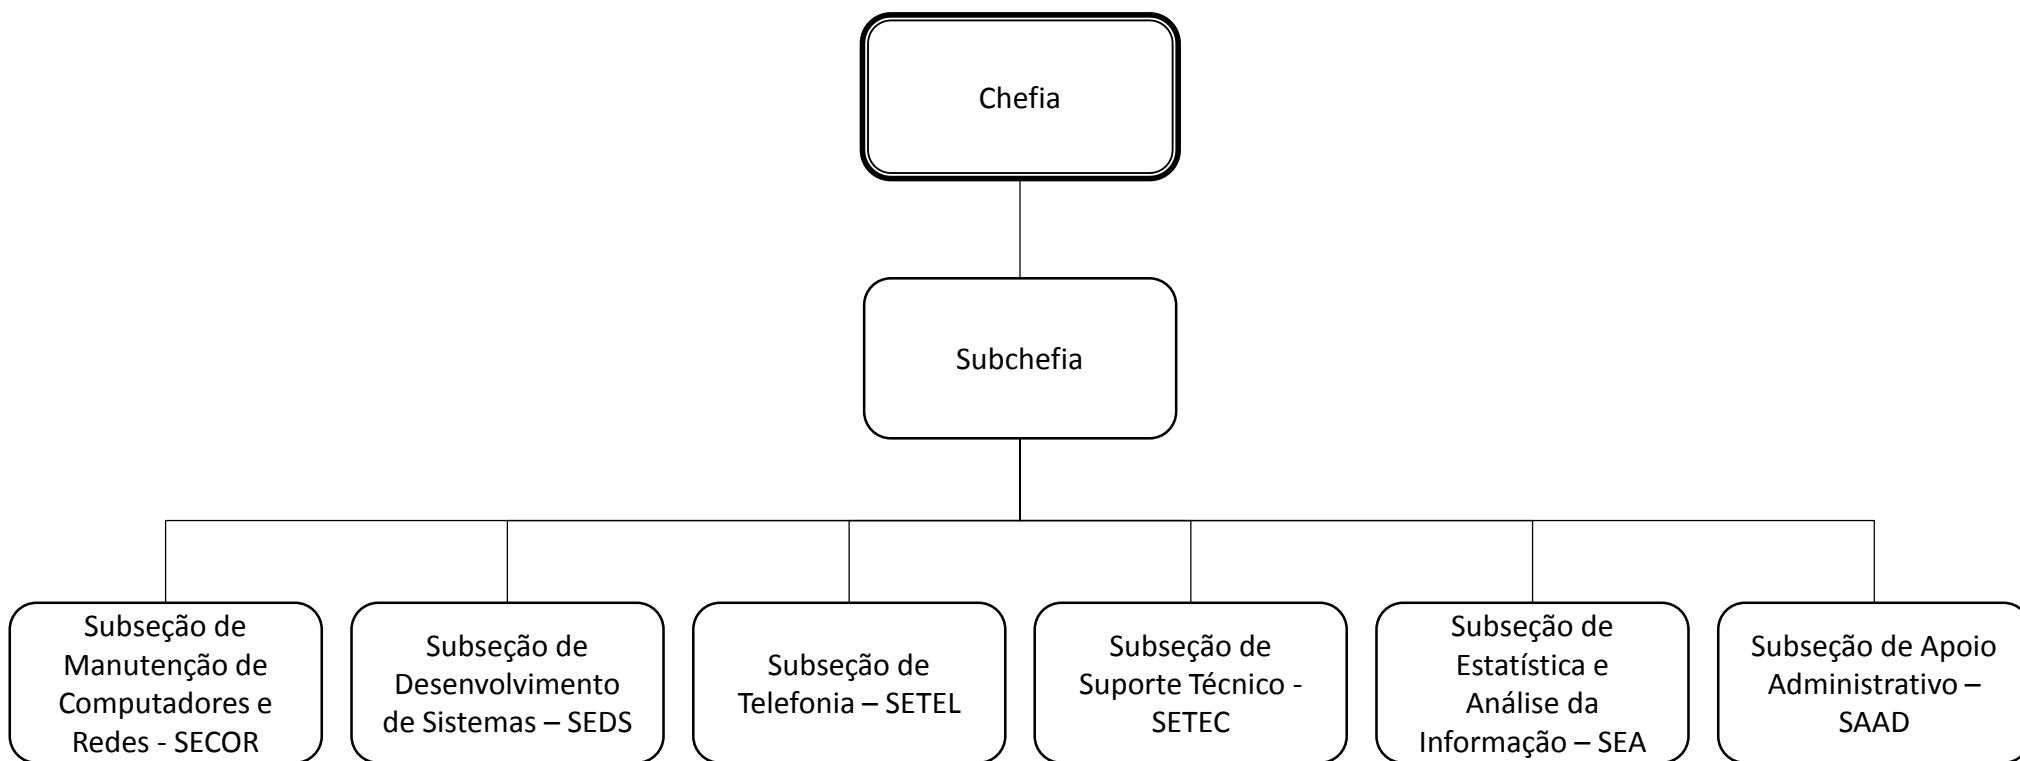 Chefia
Subchefia
Subseção de
Manutenção de
Computadores e
Redes - SECOR
Subseção de
Desenvolvimento
de Sistemas – SEDS
Subseção de
Telefonia – SETEL
Subseção de
Suporte Técnico -
SETEC
Subseção de
Estatística e
Análise da
Informação – SEA
Subseção de Apoio
Administrativo –
SAAD